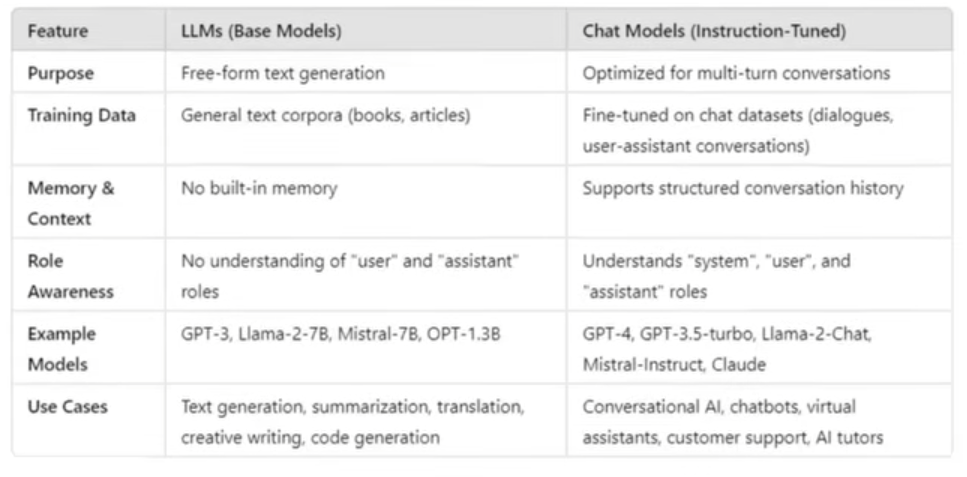 Feature LLMs (Base Models) Chat Models (Instruction-Tuned)
Purpose Free-form text generation Optimized for multi-turn conversations
Training Data General text corpora (books, articles) Fine-tuned on chat datasets (dialogues,
user-assistant conversations)
Memory & No built-in memory Supports structured conversation history
Context
Role No understanding of "user" and "assistant" Understands "system", "user", and
Awareness roles "assistant" roles
Example GPT-3, Llama-2-7B, Mistral-7B, OPT-1.3B GPT-4, GPT-3.5-turbo, Llama-2-Chat,
Models Mistral-Instruct, Claude
Use Cases Text generation, summarization, translation, Conversational AI, chatbots, virtual
creative writing, code generation assistants, customer support, AI tutors